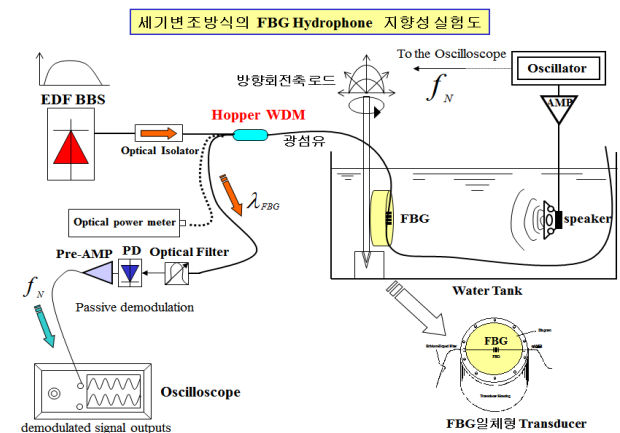 세기변조방식의 FBG Hydrophone 지향성 실험도
To the Oscilloscope
f N
Oscillator
AMP
방향회전축로드
EDF BBS
Hopper WDM
Optical Isolator
광섬유
λ FBG
Optical power meter
FBG
speaker
Pre-AMP
PD
Optical Filter
Water Tank
f N
Passive demodulation
FBG
Oscilloscope
demodulated signal outputs
FBG일체형 Transducer